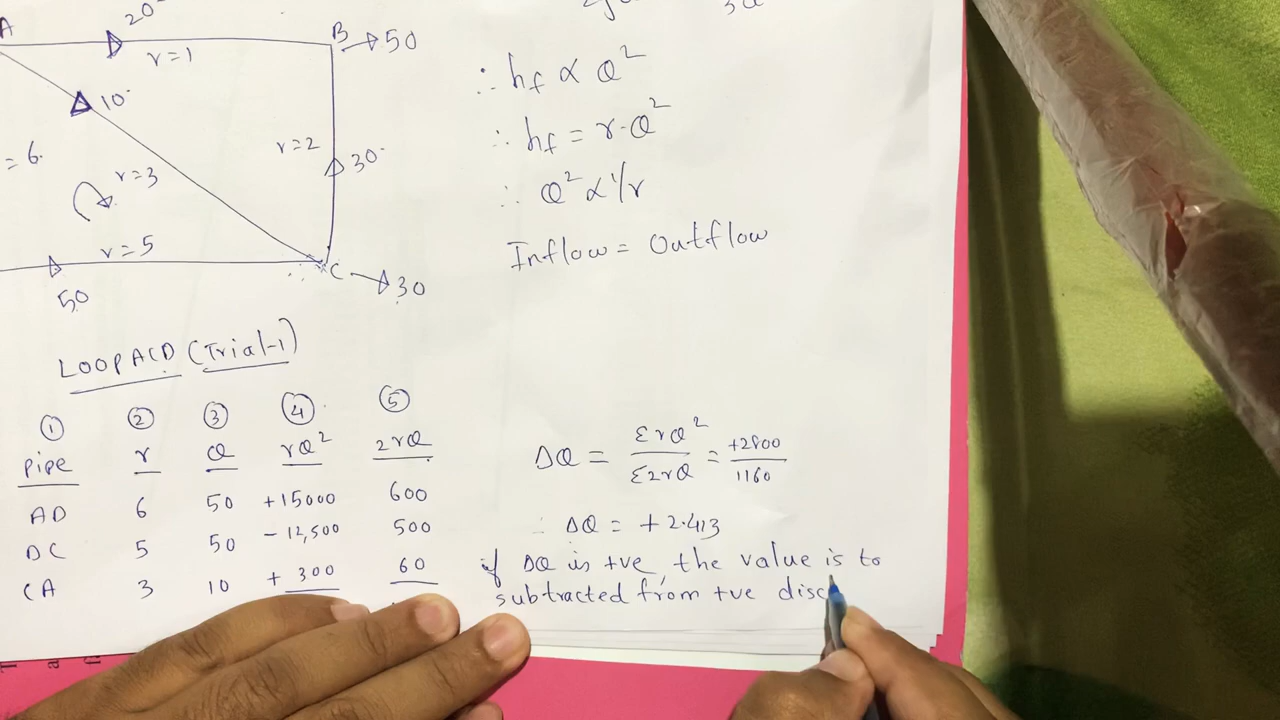 A
20
B
50
r=1
10
= 6
r=2
30
r=3
r=5
50
C
30
∴ hf ∝ Q²
∴ hf = r·Q²
∴ Q² ∝ 1/r
Inflow = Outflow
LOOP ACD (Trial-1)
① ② ③ ④ ⑤
Pipe r Q rQ² 2rQ
AD 6 50 +15000 600
DC 5 50 -12,500 500
CA 3 10 + 300 60
ΔQ = ΣrQ² / Σ2rQ = +2800 / 1160
∴ ΔQ = +2.413
if ΔQ is +ve, the value is to
subtracted from +ve disc